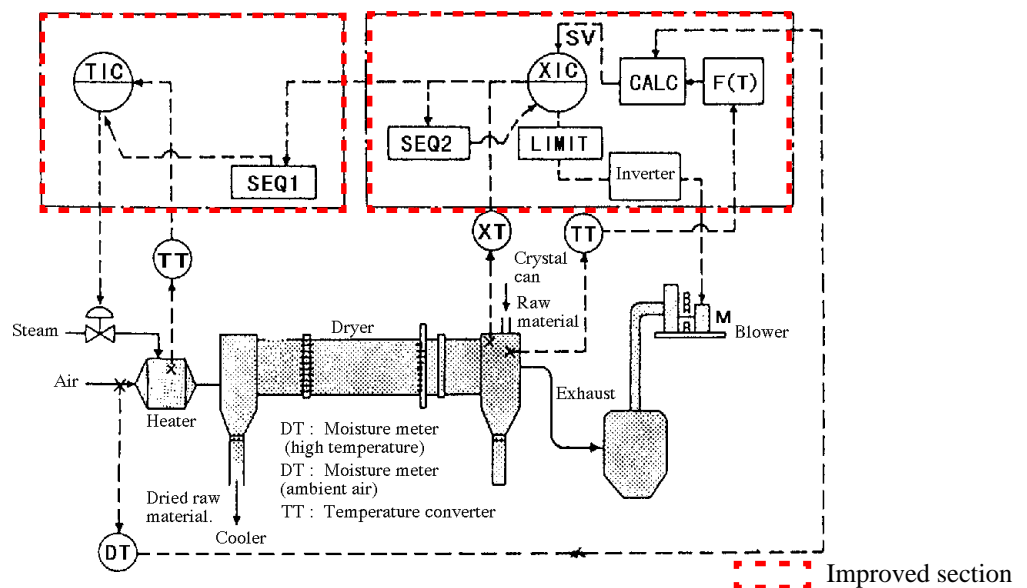 TIC
SEQ1
SV
XIC
CALC
F(T)
SEQ2
LIMIT
Inverter
TT
XT
TT
Crystal
can
Raw
material
Steam
Dryer
M
Blower
Air
Heater
Exhaust
DT : Moisture meter
(high temperature)
DT : Moisture meter
(ambient air)
TT : Temperature converter
Dried raw
material.
Cooler
DT
Improved section